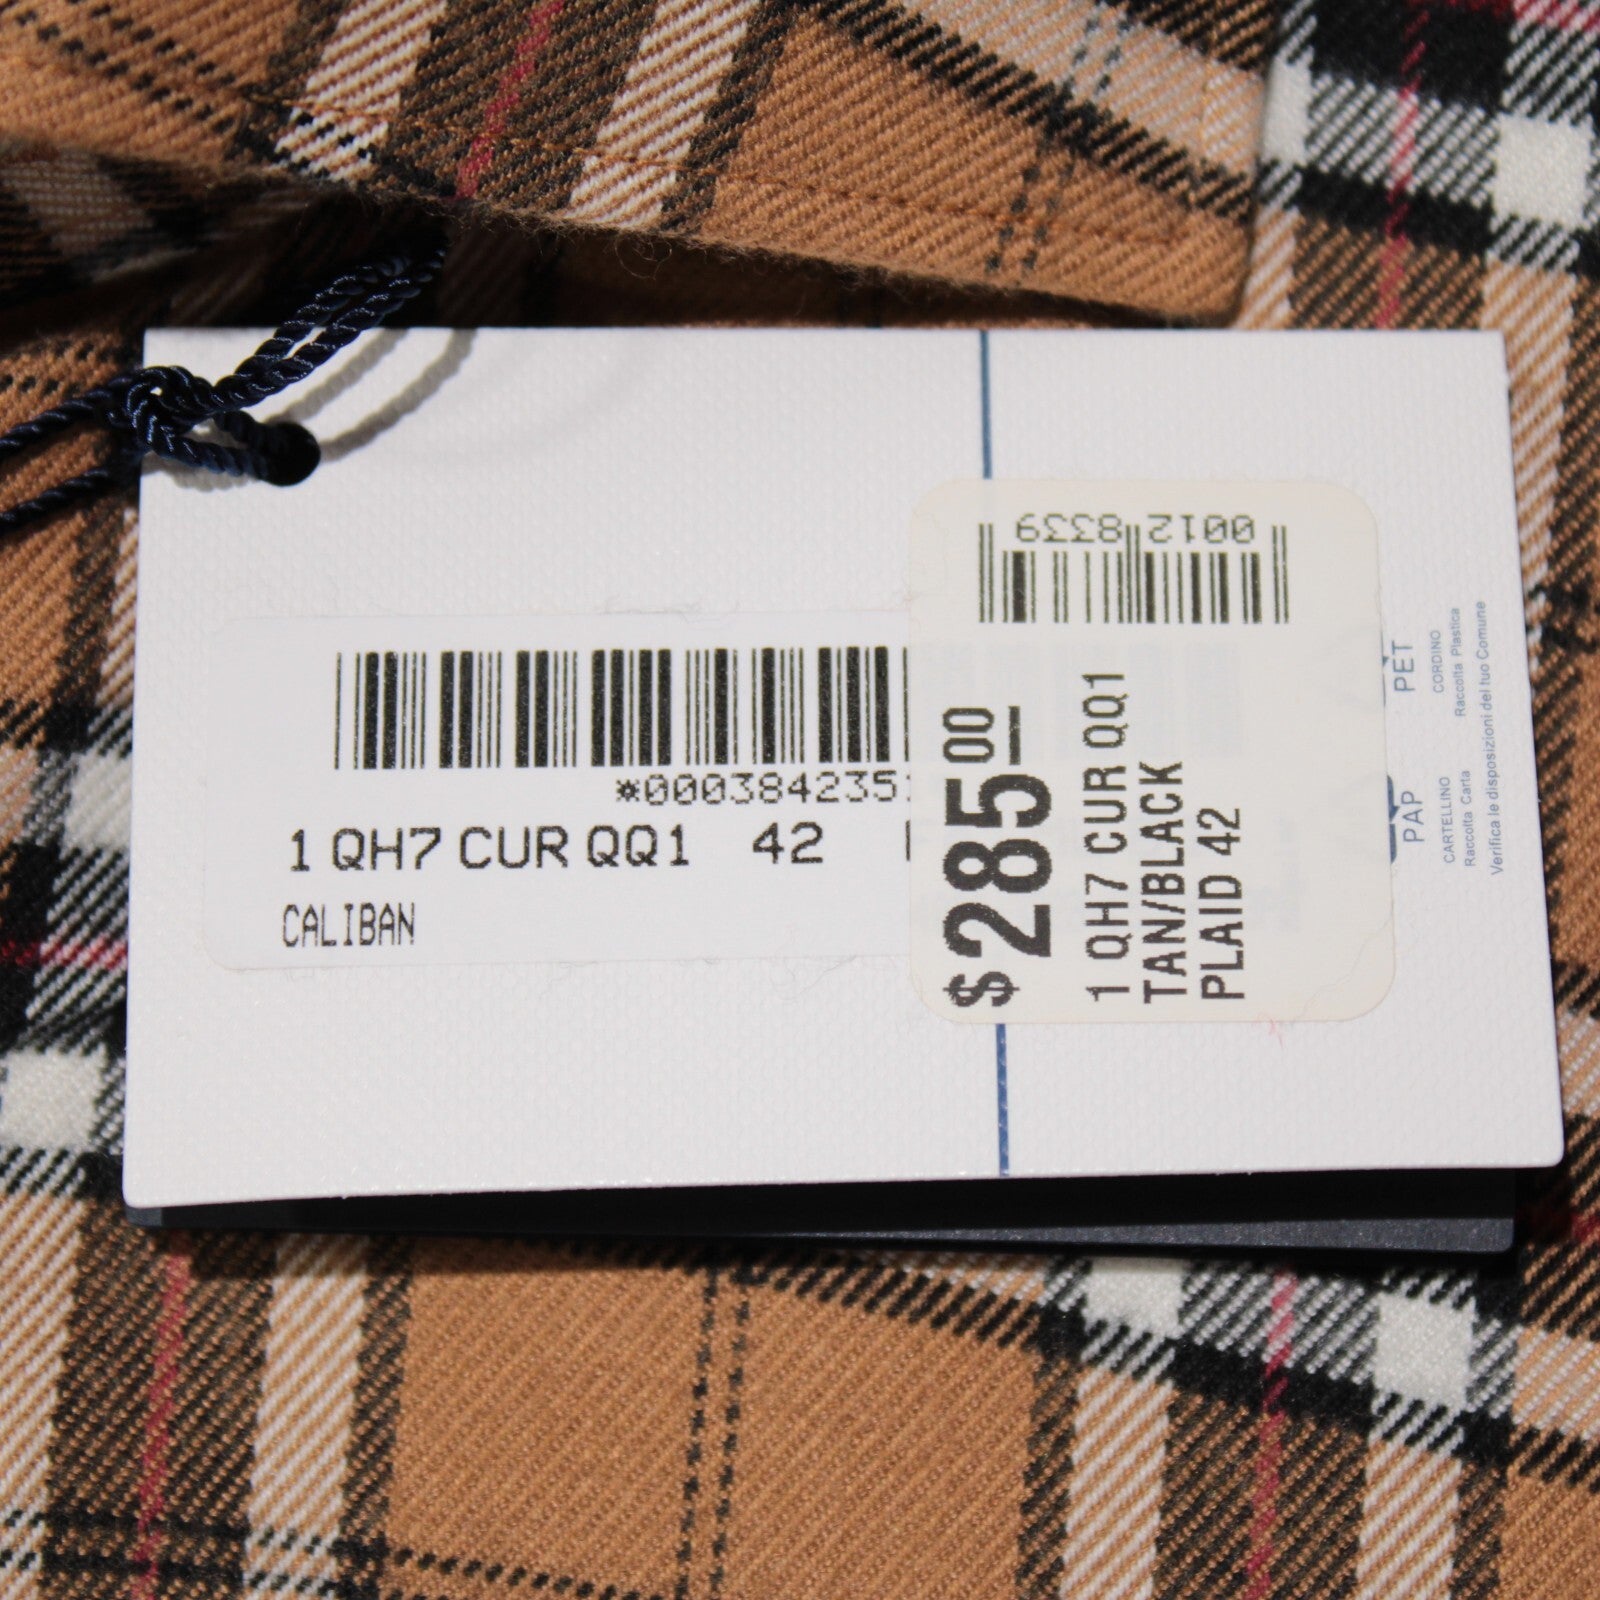 *000384235
1 QH7 CUR QQ1 42
CALIBAN
0012 8339
$285.00
1 QH7 CUR QQ1
TAN/BLACK
PLAID 42
PAP PET
CARTELLINO CORDINO
Raccolta Carta Raccolta Plastica
Verifica le disposizioni del tuo Comune